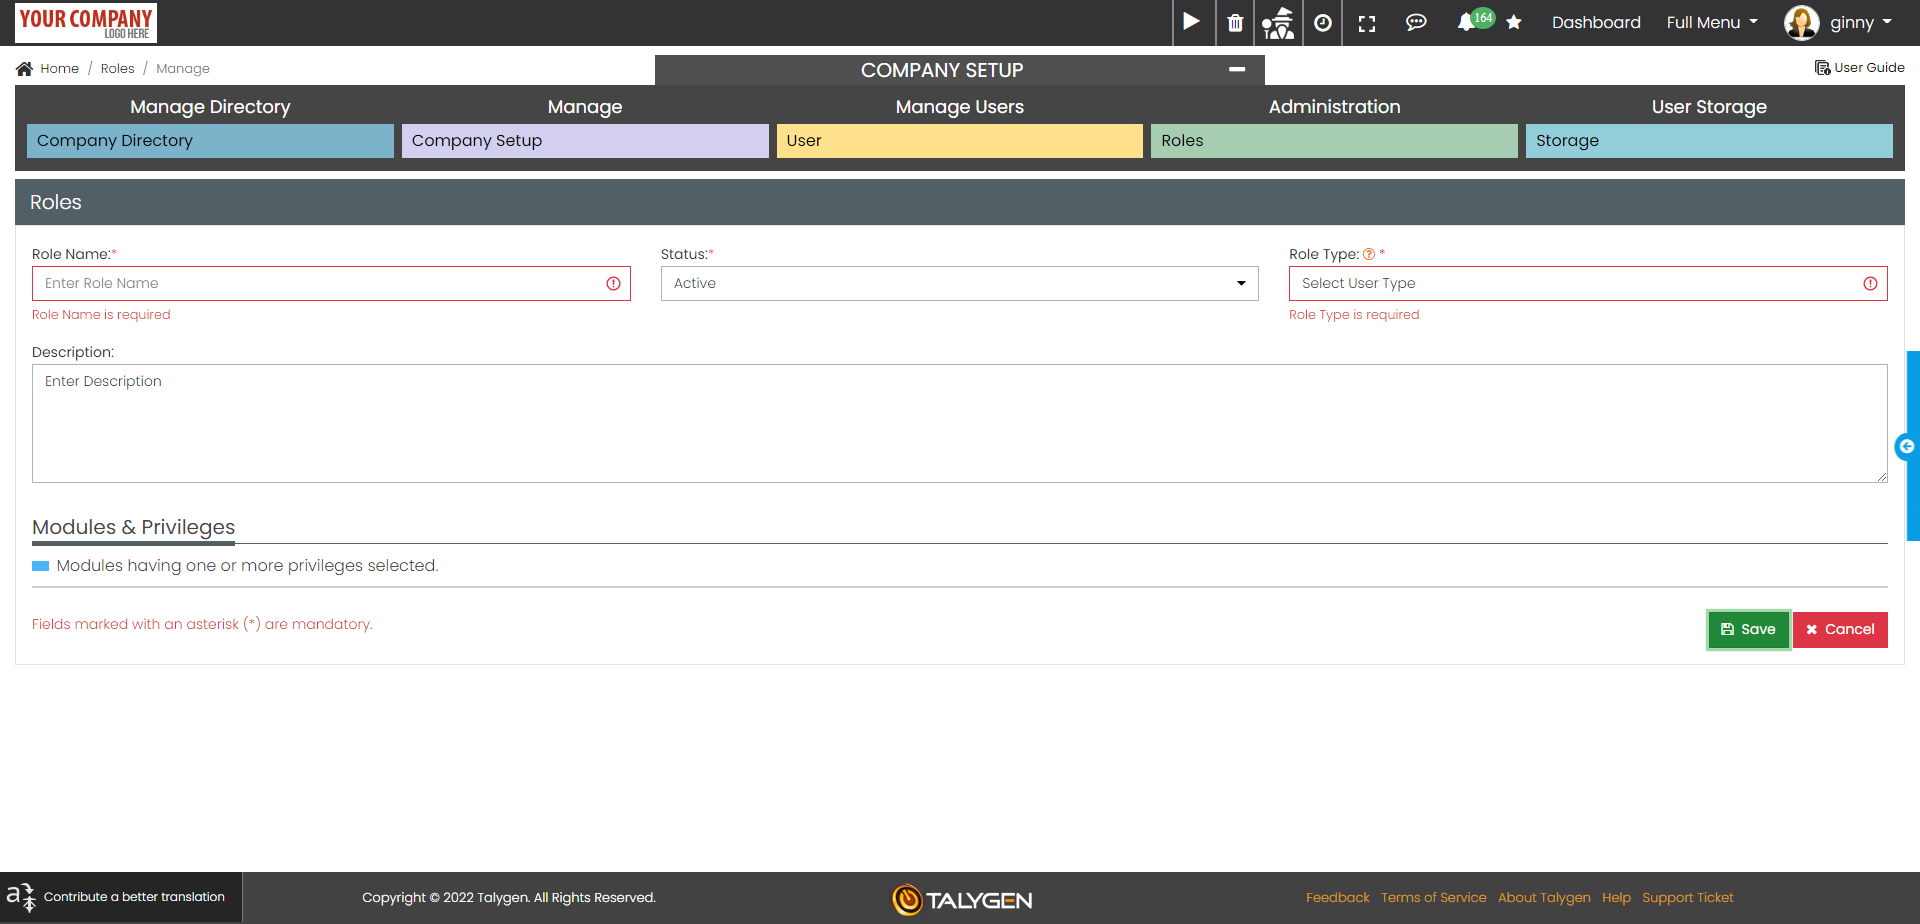 YOUR COMPANY
LOGO HERE
164
Dashboard
Full Menu
ginny
Home / Roles / Manage
COMPANY SETUP
User Guide
Manage Directory
Manage
Manage Users
Administration
User Storage
Company Directory
Company Setup
User
Roles
Storage
Roles
Role Name:*
Status:*
Role Type: ? *
Enter Role Name
Active
Select User Type
Role Name is required
Role Type is required
Description:
Enter Description
Modules & Privileges
Modules having one or more privileges selected.
Fields marked with an asterisk (*) are mandatory.
Save
Cancel
Contribute a better translation
Copyright © 2022 Talygen. All Rights Reserved.
TALYGEN
Feedback
Terms of Service
About Talygen
Help
Support Ticket